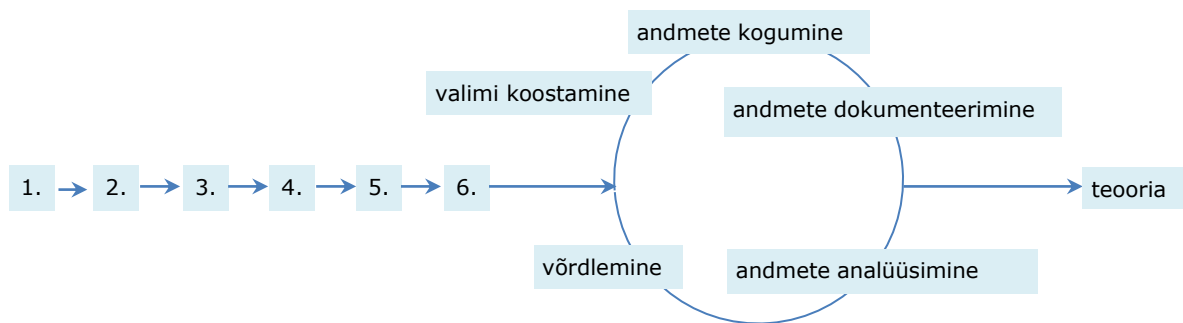 andmete kogumine
valimi koostamine
andmete dokumenteerimine
1.
2.
3.
4.
5.
6.
teooria
võrdlemine
andmete analüüsimine